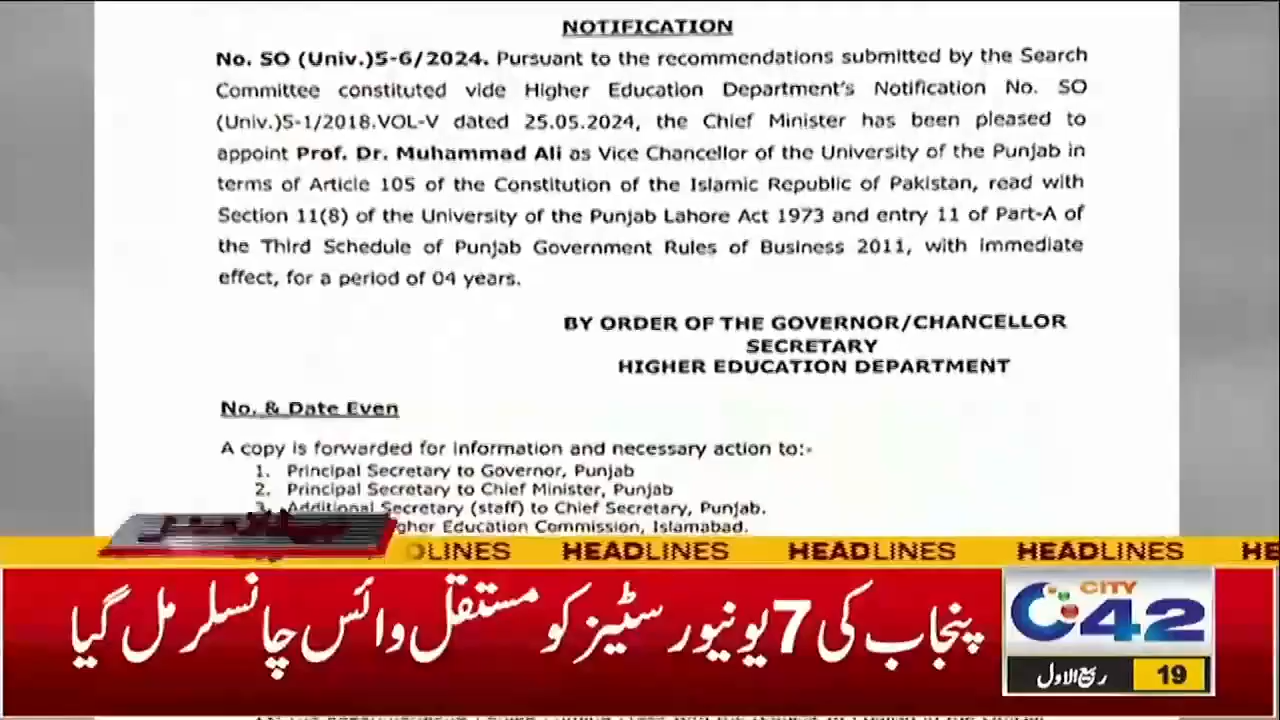 NOTIFICATION
No. SO (Univ.)5-6/2024. Pursuant to the recommendations submitted by the Search
Committee constituted vide Higher Education Department's Notification No. SO
(Univ.)5-1/2018.VOL-V dated 25.05.2024, the Chief Minister has been pleased to
appoint Prof. Dr. Muhammad Ali as Vice Chancellor of the University of the Punjab in
terms of Article 105 of the Constitution of the Islamic Republic of Pakistan, read with
Section 11(8) of the University of the Punjab Lahore Act 1973 and entry 11 of Part-A of
the Third Schedule of Punjab Government Rules of Business 2011, with immediate
effect, for a period of 04 years.
BY ORDER OF THE GOVERNOR/CHANCELLOR
SECRETARY
HIGHER EDUCATION DEPARTMENT
No. & Date Even
A copy is forwarded for information and necessary action to:-
1. Principal Secretary to Governor, Punjab
2. Principal Secretary to Chief Minister, Punjab
3. Additional Secretary (staff) to Chief Secretary, Punjab.
gher Education Commission, Islamabad.
DLINES HEADLINES HEADLINES HEADLINES HE
پنجاب کی 7 یونیورسٹیز کو مستقل وائس چانسلر مل گیا
CITY
42
19 ربیع الاول